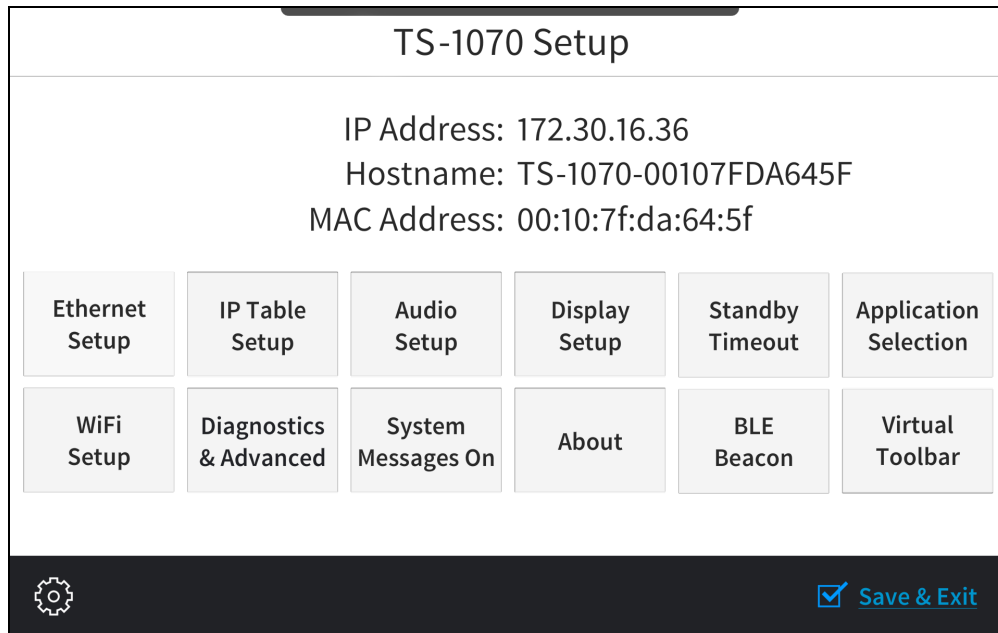 TS-1070 Setup
IP Address: 172.30.16.36
Hostname: TS-1070-00107FDA645F
MAC Address: 00:10:7f:da:64:5f
Ethernet
Setup
IP Table
Setup
Audio
Setup
Display
Setup
Standby
Timeout
Application
Selection
WiFi
Setup
Diagnostics
& Advanced
System
Messages On
About
BLE
Beacon
Virtual
Toolbar
Save & Exit